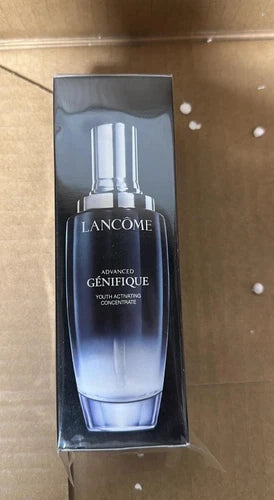 LANCÔME
ADVANCED
GÉNIFIQUE
YOUTH ACTIVATING
CONCENTRATE